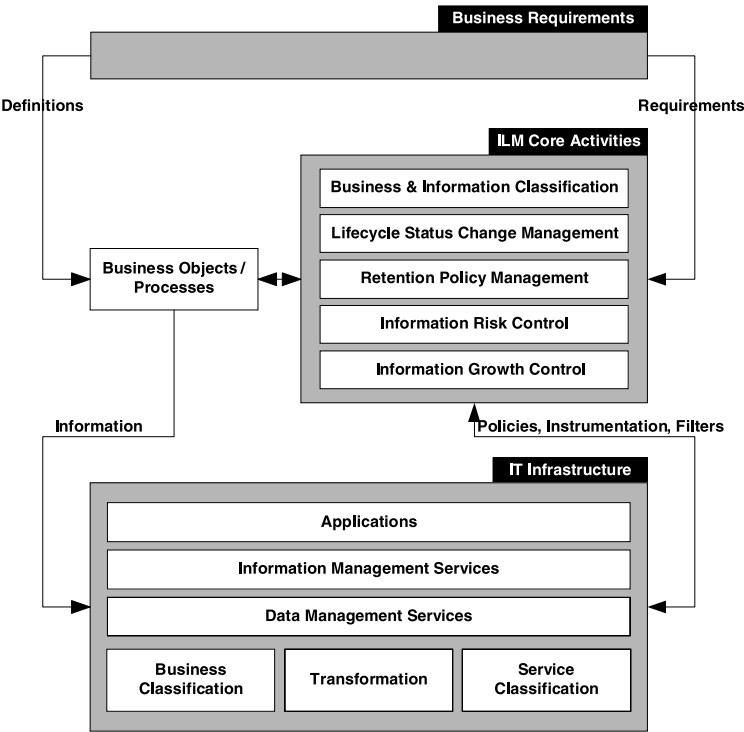 Business Requirements
Definitions
Requirements
ILM Core Activities
Business & Information Classification
Lifecycle Status Change Management
Business Objects /
Processes
Retention Policy Management
Information Risk Control
Information Growth Control
Information
Policies, Instrumentation, Filters
IT Infrastructure
Applications
Information Management Services
Data Management Services
Business
Classification
Transformation
Service
Classification